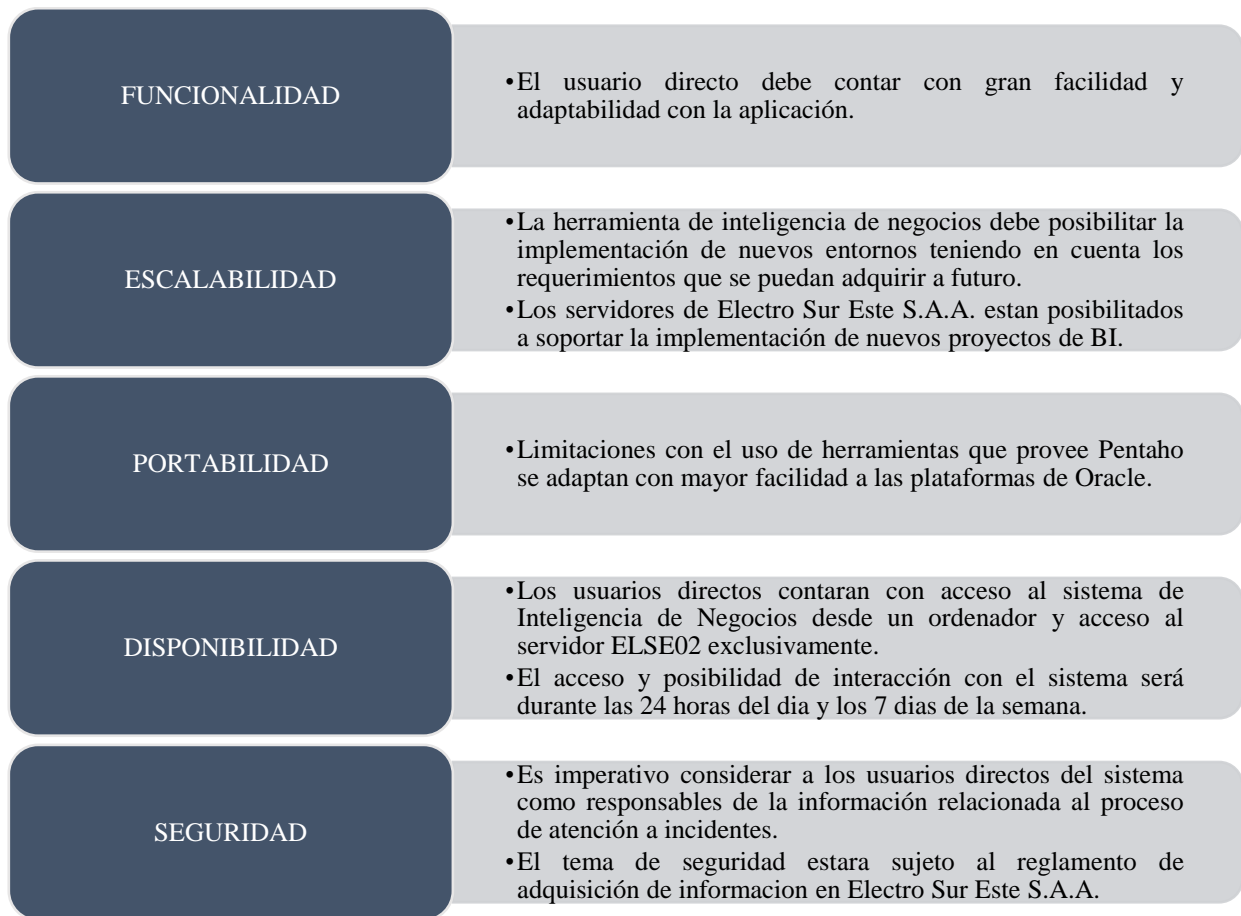 FUNCIONALIDAD
•El usuario directo debe contar con gran facilidad y
adaptabilidad con la aplicación.
ESCALABILIDAD
•La herramienta de inteligencia de negocios debe posibilitar la
implementación de nuevos entornos teniendo en cuenta los
requerimientos que se puedan adquirir a futuro.
•Los servidores de Electro Sur Este S.A.A. estan posibilitados
a soportar la implementación de nuevos proyectos de BI.
PORTABILIDAD
•Limitaciones con el uso de herramientas que provee Pentaho
se adaptan con mayor facilidad a las plataformas de Oracle.
DISPONIBILIDAD
•Los usuarios directos contaran con acceso al sistema de
Inteligencia de Negocios desde un ordenador y acceso al
servidor ELSE02 exclusivamente.
•El acceso y posibilidad de interacción con el sistema será
durante las 24 horas del dia y los 7 dias de la semana.
SEGURIDAD
•Es imperativo considerar a los usuarios directos del sistema
como responsables de la información relacionada al proceso
de atención a incidentes.
•El tema de seguridad estara sujeto al reglamento de
adquisición de informacion en Electro Sur Este S.A.A.